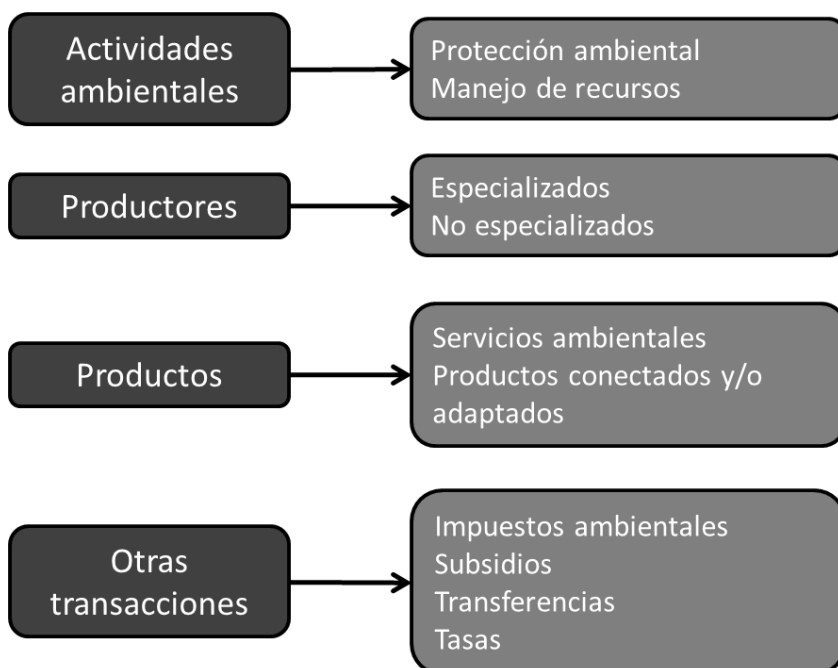 Actividades
ambientales
Protección ambiental
Manejo de recursos
Productores
Especializados
No especializados
Productos
Servicios ambientales
Productos conectados y/o
adaptados
Otras
transacciones
Impuestos ambientales
Subsidios
Transferencias
Tasas